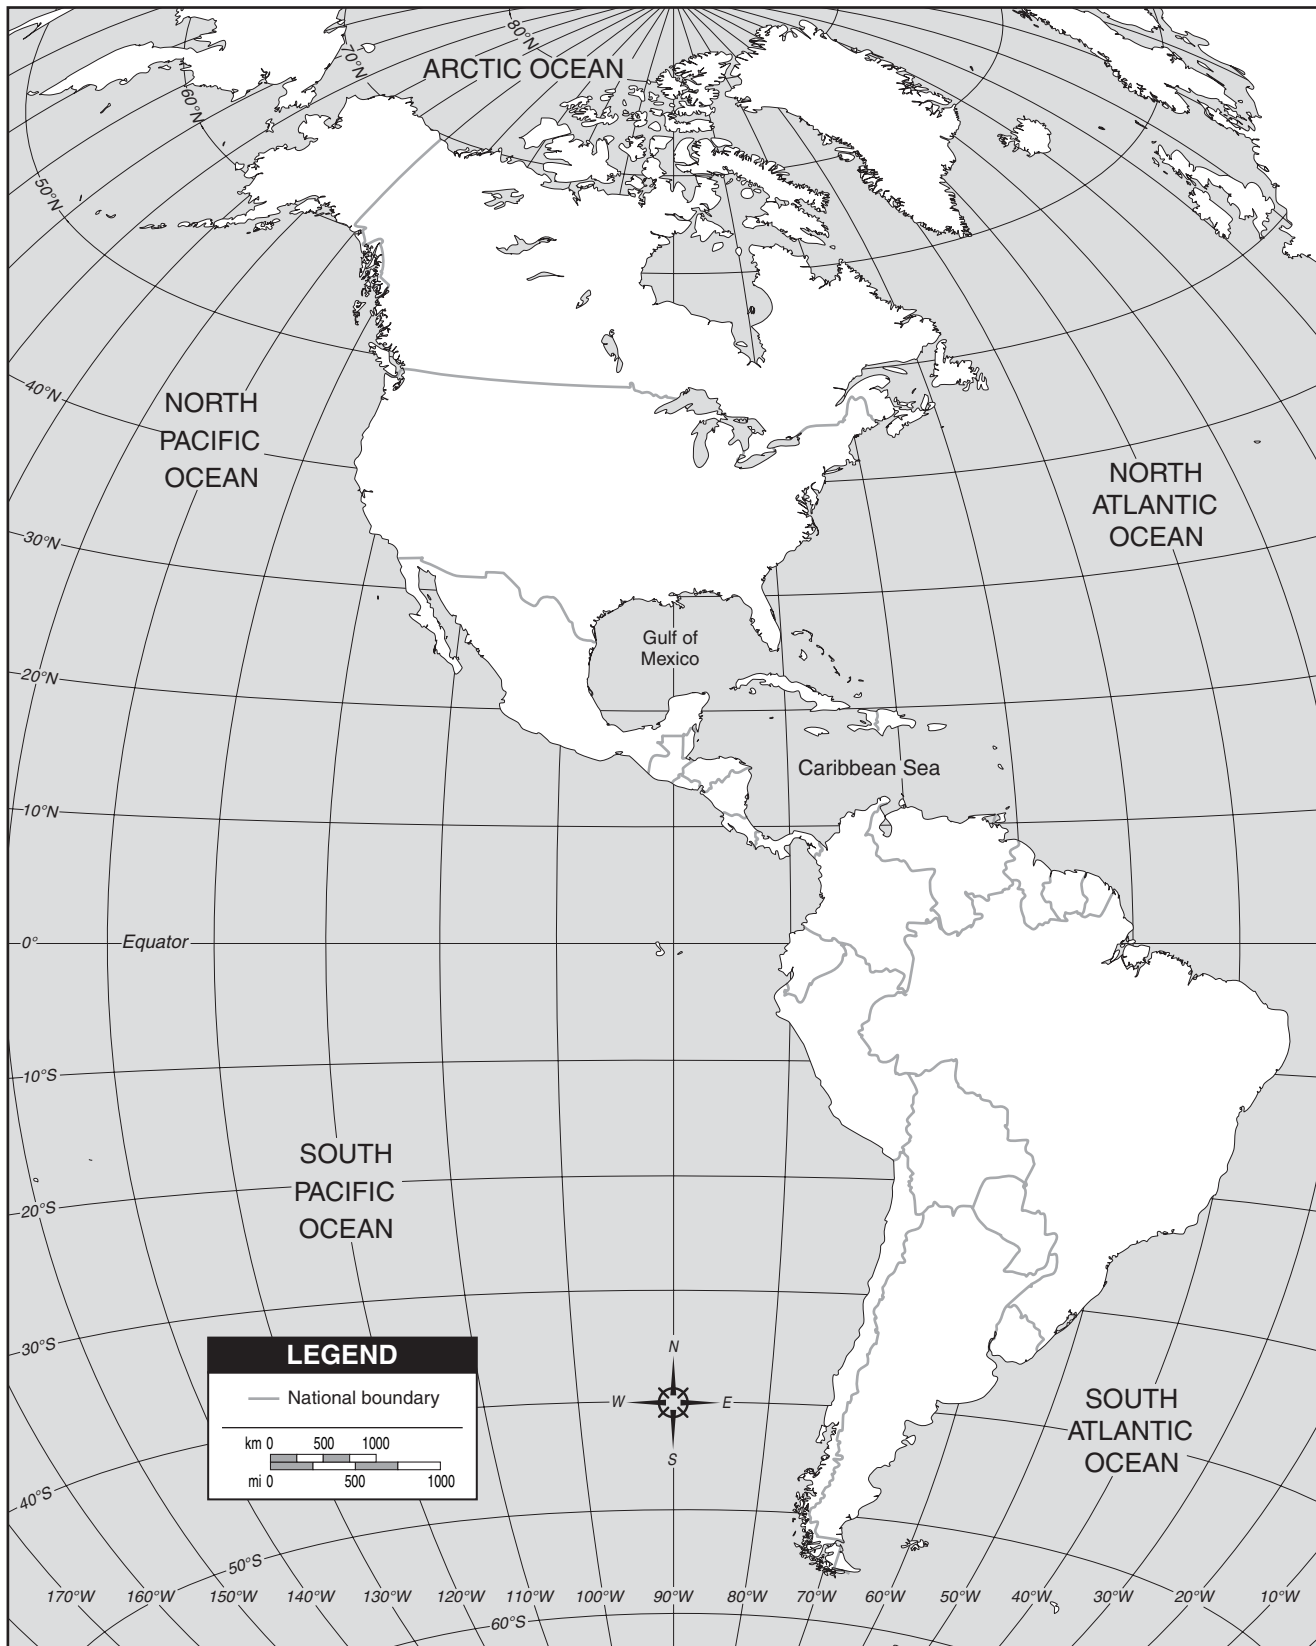 80°N
70°N
ARCTIC OCEAN
60°N
50°N
40°N
NORTH
PACIFIC
OCEAN
NORTH
ATLANTIC
OCEAN
30°N
Gulf of
Mexico
20°N
Caribbean Sea
10°N
0°
Equator
10°S
SOUTH
PACIFIC
OCEAN
20°S
30°S
LEGEND
National boundary
km 0 500 1000
mi 0 500 1000
N
W E
S
SOUTH
ATLANTIC
OCEAN
40°S
50°S
170°W 160°W 150°W 140°W 130°W 120°W 110°W 100°W 90°W 80°W 70°W 60°W 50°W 40°W 30°W 20°W 10°W
60°S